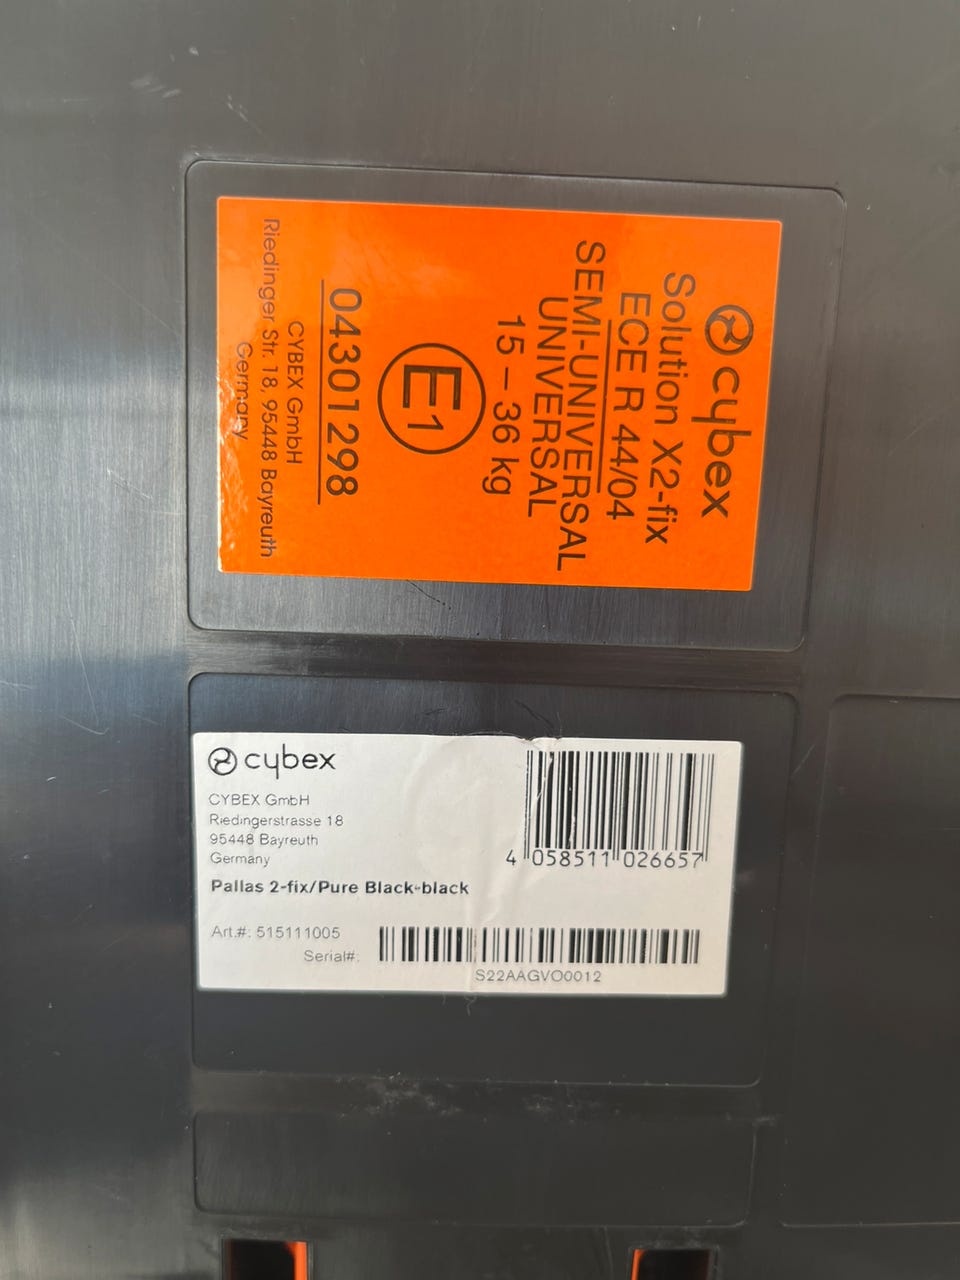 cybex
Solution X2-fix
ECE R 44/04
SEMI-UNIVERSAL
UNIVERSAL
15 – 36 kg
E1
04301298
CYBEX GmbH
Riedinger Str. 18, 95448 Bayreuth
Germany
cybex
CYBEX GmbH
Riedingerstrasse 18
95448 Bayreuth
Germany
4 058511 026657
Pallas 2-fix/Pure Black-black
Art.#: 515111005
Serial#:
S22AAGVO0012